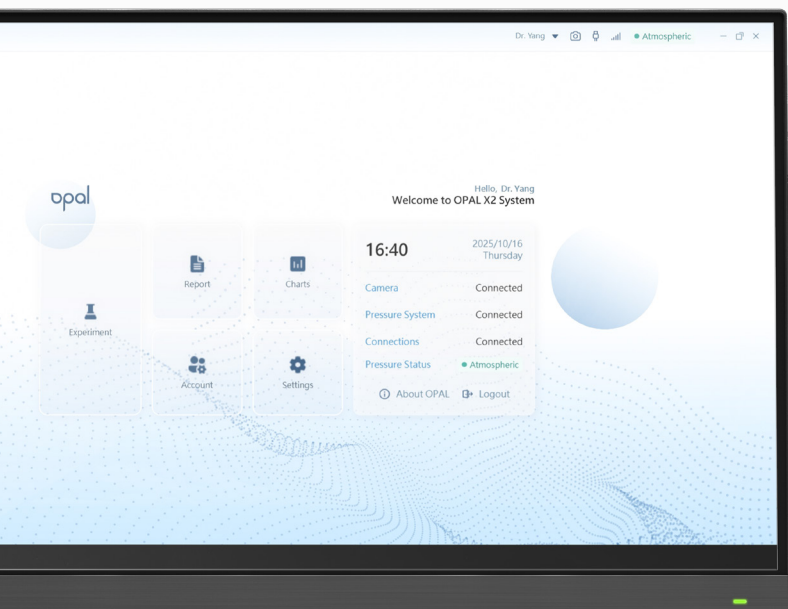 Dr. Yang
Atmospheric
opal
Hello, Dr. Yang
Welcome to OPAL X2 System
16:40
2025/10/16
Thursday
Camera Connected
Pressure System Connected
Connections Connected
Pressure Status Atmospheric
About OPAL Logout
Experiment
Report
Charts
Account
Settings